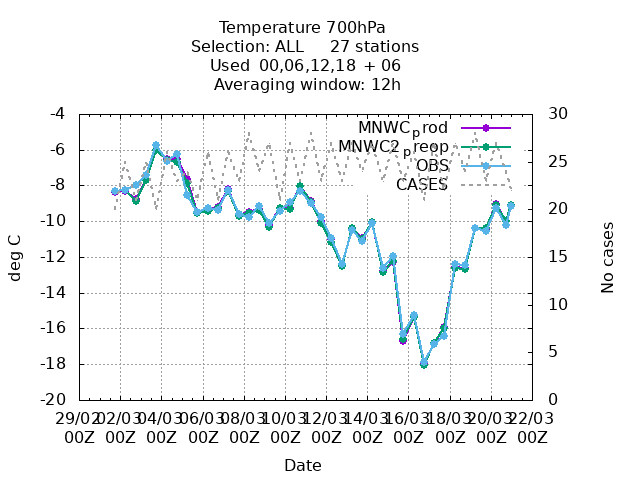 Temperature 700hPa
Selection: ALL 27 stations
Used 00,06,12,18 + 06
Averaging window: 12h
-4 30
MNWC_prod
-6 MNWC2_preop
25
OBS
-8 CASES
20
-10
deg C
-12 15 No cases
-14
10
-16
5
-18
-20 0
29/02 02/03 04/03 06/03 08/03 10/03 12/03 14/03 16/03 18/03 20/03 22/03
00Z 00Z 00Z 00Z 00Z 00Z 00Z 00Z 00Z 00Z 00Z 00Z
Date